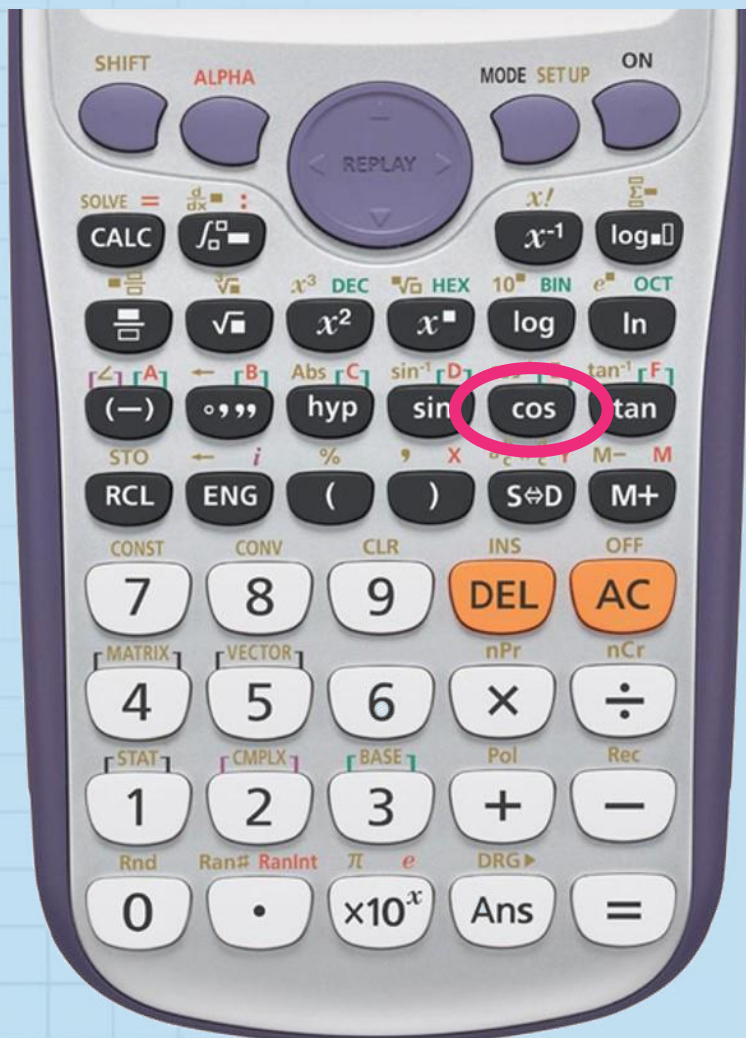 SHIFT ALPHA MODE SETUP ON
REPLAY
SOLVE = d/dx ■ : x! Σ
CALC ∫ x⁻¹ log
³√■ x³ DEC √ HEX 10■ BIN e■ OCT
√■ x² x■ log ln
∠ A ← B Abs C sin⁻¹ D tan⁻¹ F
(—) °,,, hyp sin cos tan
STO ← i % , X M– M
RCL ENG ( ) S⇔D M+
CONST CONV CLR INS OFF
7 8 9 DEL AC
MATRIX VECTOR nPr nCr
4 5 6 × ÷
STAT CMPLX BASE Pol Rec
1 2 3 + −
Rnd Ran# RanInt π e DRG▶
0 • ×10ˣ Ans =